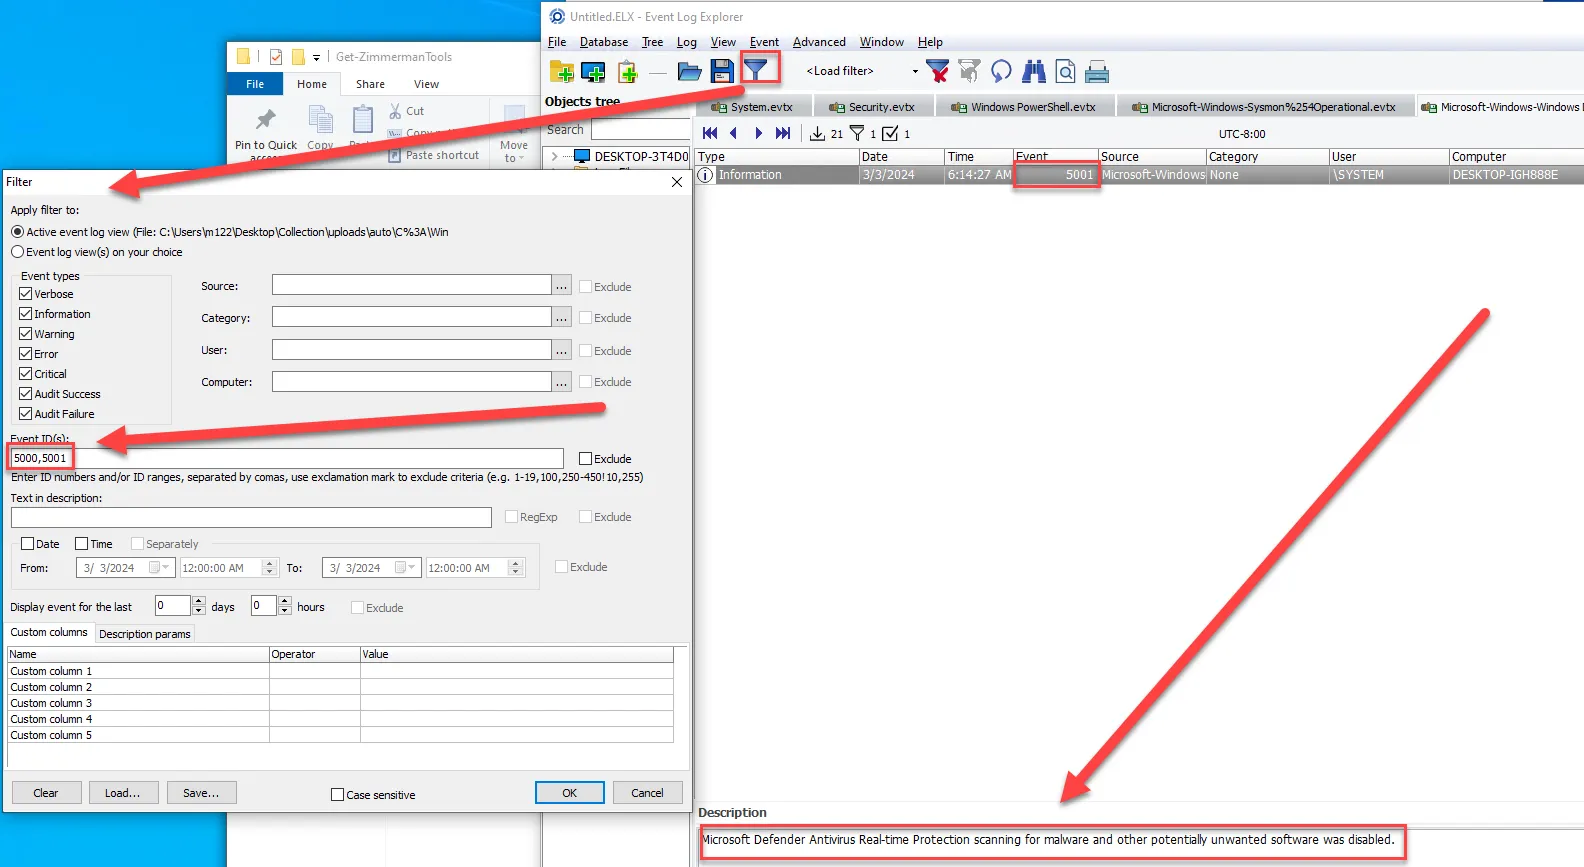 Untitled.ELX - Event Log Explorer
File Database Tree Log View Event Advanced Window Help
<Load filter>
Get-ZimmermanTools
File Home Share View
Cut
Paste shortcut
Pin to Quick
Copy
Move
to
Objects tree
Search
DESKTOP-3T4D0
System.evtx Security.evtx Windows PowerShell.evtx Microsoft-Windows-Sysmon%254Operational.evtx Microsoft-Windows-Windows
21 1 1
UTC-8:00
Type Date Time Event Source Category User Computer
Information 3/3/2024 6:14:27 AM 5001 Microsoft-Windows None \SYSTEM DESKTOP-IGH888E
Filter
Apply filter to:
Active event log view (File: C:\Users\m122\Desktop\Collection\uploads\auto\C%3A\Win
Event log view(s) on your choice
Event types
Verbose
Information
Warning
Error
Critical
Audit Success
Audit Failure
Source: ... Exclude
Category: ... Exclude
User: ... Exclude
Computer: ... Exclude
Event ID(s):
5000,5001 Exclude
Enter ID numbers and/or ID ranges, separated by comas, use exclamation mark to exclude criteria (e.g. 1-19,100,250-450!10,255)
Text in description:
RegExp Exclude
Date Time Separately
From: 3/ 3/2024 12:00:00 AM To: 3/ 3/2024 12:00:00 AM Exclude
Display event for the last 0 days 0 hours Exclude
Custom columns Description params
Name Operator Value
Custom column 1
Custom column 2
Custom column 3
Custom column 4
Custom column 5
Clear Load... Save... Case sensitive OK Cancel
Description
Microsoft Defender Antivirus Real-time Protection scanning for malware and other potentially unwanted software was disabled.